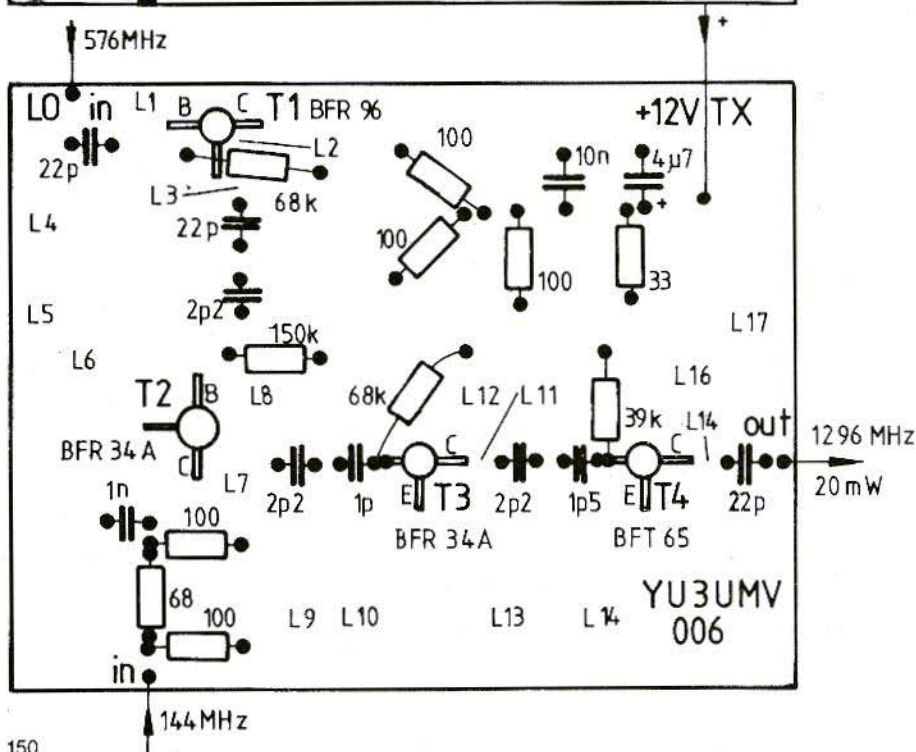 +
576MHz
LO in
L1
B
C
T1 BFR 96
+12V TX
22p
L2
100
10n
4µ7
+
L3
68k
L4
22p
100
100
33
2p2
L5
150k
L17
L6
L8
T2
B
68k
L12
L11
L16
39k
L14
out
C
C
BFR 34A
C
1296 MHz
20mW
L7
2p2
1p
E
T3
2p2
1p5
E
T4
22p
1n
100
BFR 34A
BFT 65
68
100
L9
L10
L13
L14
YU3UMV
006
in
144MHz
150